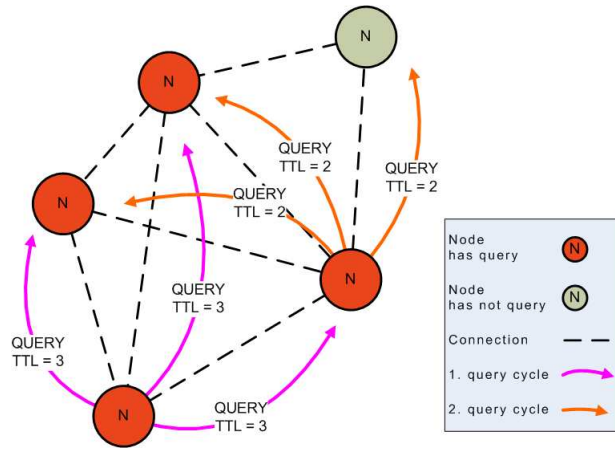 N
N
QUERY
TTL = 2
QUERY
TTL = 2
QUERY
TTL = 2
N
N
QUERY
TTL = 3
QUERY
TTL = 3
N
QUERY
TTL = 3
Node
has query
N
Node
has not query
N
Connection
1. query cycle
2. query cycle